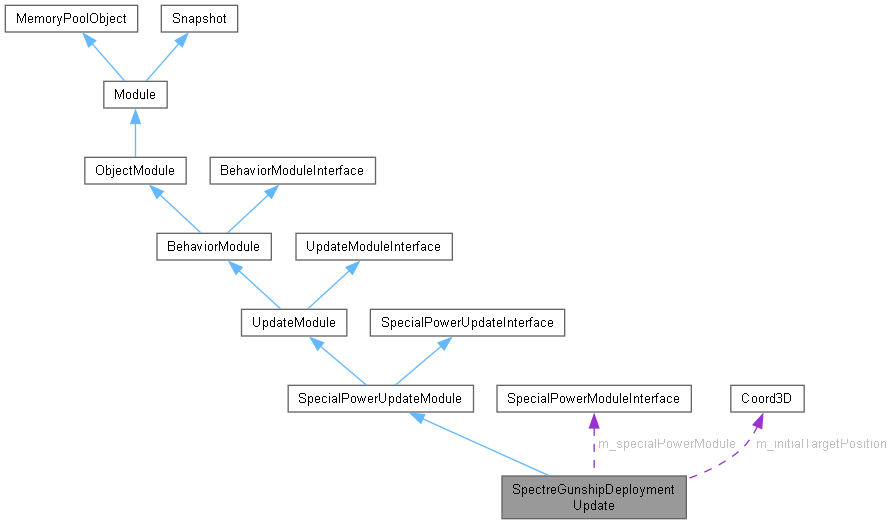 MemoryPoolObject
Snapshot
Module
ObjectModule
BehaviorModuleInterface
BehaviorModule
UpdateModuleInterface
UpdateModule
SpecialPowerUpdateInterface
SpecialPowerUpdateModule
SpecialPowerModuleInterface
Coord3D
m_specialPowerModule
m_initialTargetPosition
SpectreGunshipDeployment
Update